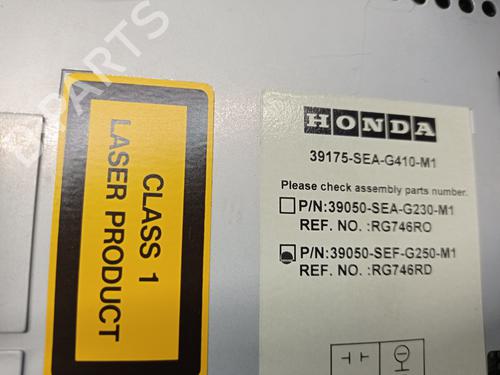 D-PARTS
CLASS 1
LASER PRODUCT
HONDA
39175-SEA-G410-M1
Please check assembly parts number.
P/N:39050-SEA-G230-M1
REF. NO. :RG746RO
P/N:39050-SEF-G250-M1
REF. NO. :RG746RD